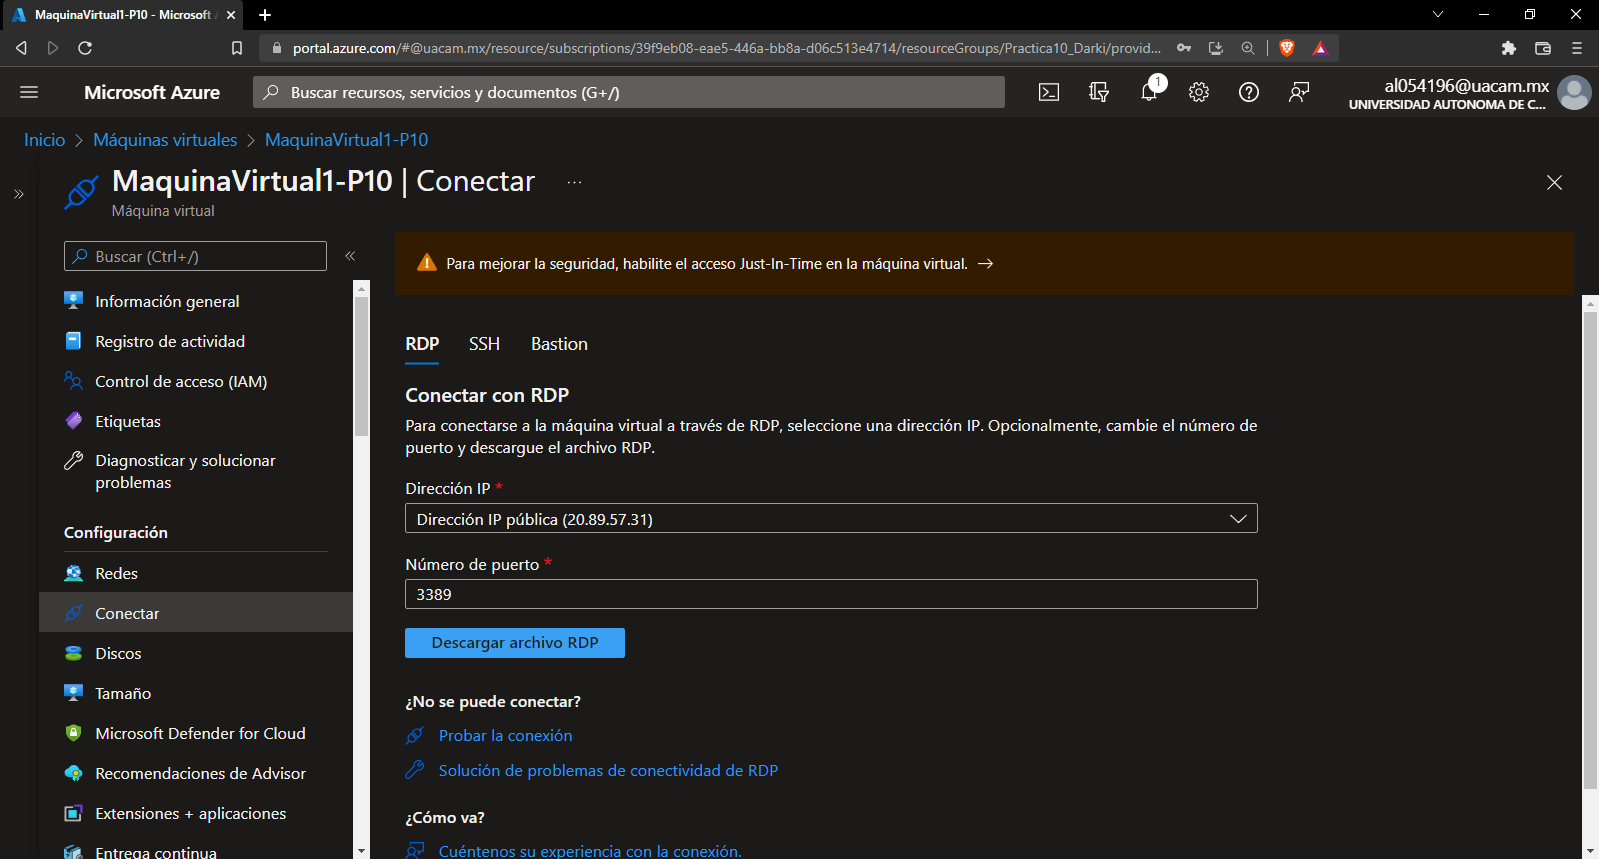 MaquinaVirtual1-P10 - Microsoft
portal.azure.com/#@uacam.mx/resource/subscriptions/39f9eb08-eae5-446a-bb8a-d06c513e4714/resourceGroups/Practica10_Darki/provid...
Microsoft Azure
Buscar recursos, servicios y documentos (G+/)
1
al054196@uacam.mx
UNIVERSIDAD AUTONOMA DE C...
Inicio > Máquinas virtuales > MaquinaVirtual1-P10
MaquinaVirtual1-P10 | Conectar ...
Máquina virtual
Buscar (Ctrl+/)
Información general
Registro de actividad
Control de acceso (IAM)
Etiquetas
Diagnosticar y solucionar
problemas
Configuración
Redes
Conectar
Discos
Tamaño
Microsoft Defender for Cloud
Recomendaciones de Advisor
Extensiones + aplicaciones
Entrega continua
Para mejorar la seguridad, habilite el acceso Just-In-Time en la máquina virtual. →
RDP SSH Bastion
Conectar con RDP
Para conectarse a la máquina virtual a través de RDP, seleccione una dirección IP. Opcionalmente, cambie el número de
puerto y descargue el archivo RDP.
Dirección IP *
Dirección IP pública (20.89.57.31)
Número de puerto *
3389
Descargar archivo RDP
¿No se puede conectar?
Probar la conexión
Solución de problemas de conectividad de RDP
¿Cómo va?
Cuéntenos su experiencia con la conexión.